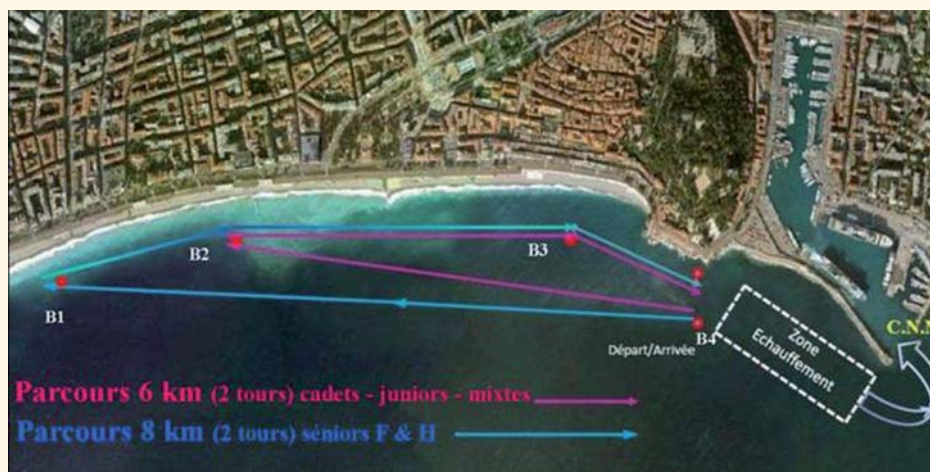 B2
B3
B1
B4
C.N.N
Départ/Arrivée
Zone
Echauffement
Parcours 6 km (2 tours) cadets - juniors - mixtes
Parcours 8 km (2 tours) séniors F & H